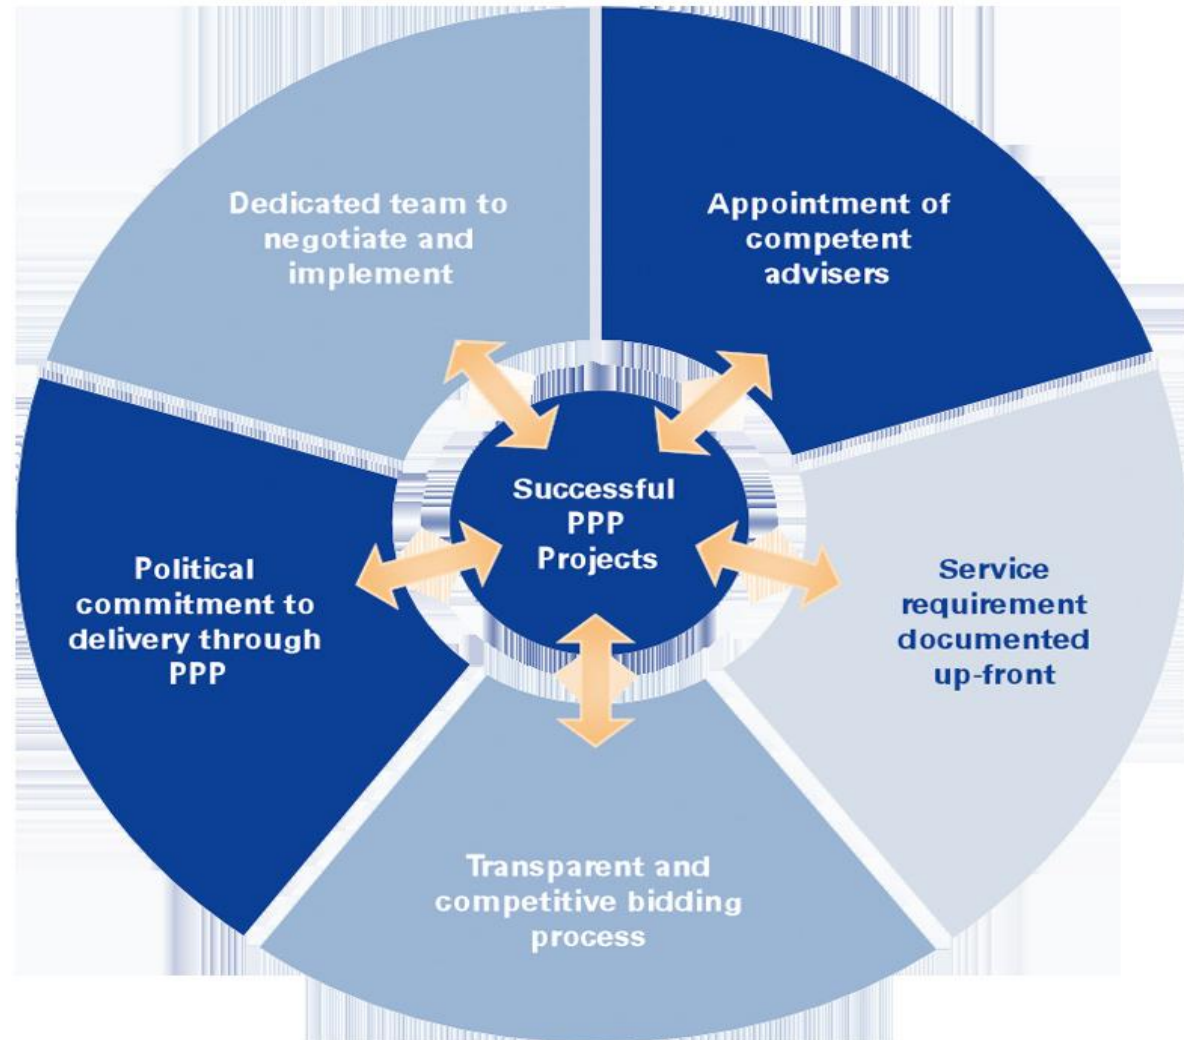 Dedicated team to
negotiate and
implement
Appointment of
competent
advisers
Successful
PPP
Projects
Political
commitment to
delivery through
PPP
Service
requirement
documented
up-front
Transparent and
competitive bidding
process